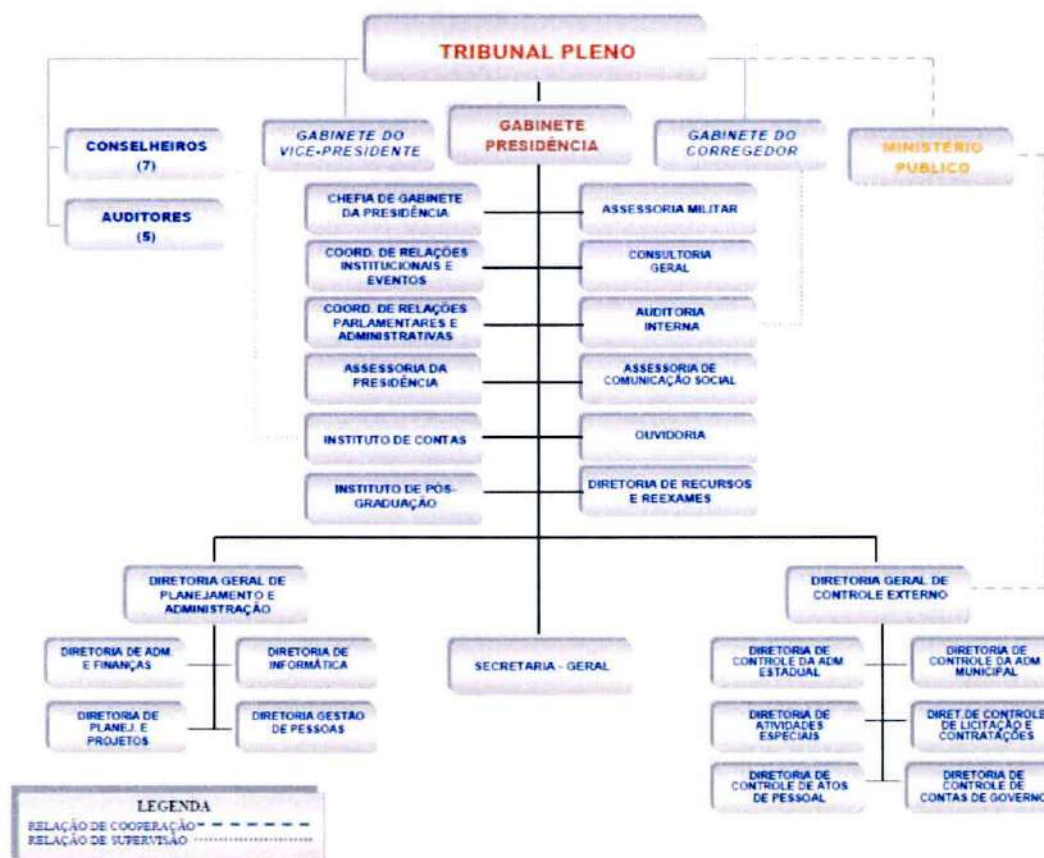 TRIBUNAL PLENO
CONSELHEIROS
(7)
GABINETE DO
VICE-PRESIDENTE
GABINETE
PRESIDÊNCIA
GABINETE DO
CORREGEDOR
MINISTÉRIO
PÚBLICO
AUDITORES
(5)
CHEFIA DE GABINETE
DA PRESIDÊNCIA
ASSESSORIA MILITAR
COORD. DE RELAÇÕES
INSTITUCIONAIS E
EVENTOS
CONSULTORIA
GERAL
COORD. DE RELAÇÕES
PARLAMENTARES E
ADMINISTRATIVAS
AUDITORIA
INTERNA
ASSESSORIA DA
PRESIDÊNCIA
ASSESSORIA DE
COMUNICAÇÃO SOCIAL
INSTITUTO DE CONTAS
OUVIDORIA
INSTITUTO DE PÓS-
GRADUAÇÃO
DIRETORIA DE RECURSOS
E REEXAMES
DIRETORIA GERAL DE
PLANEJAMENTO E
ADMINISTRAÇÃO
DIRETORIA GERAL DE
CONTROLE EXTERNO
DIRETORIA DE ADM.
E FINANÇAS
DIRETORIA DE
INFORMÁTICA
SECRETARIA - GERAL
DIRETORIA DE
CONTROLE DA ADM
ESTADUAL
DIRETORIA DE
CONTROLE DA ADM
MUNICIPAL
DIRETORIA DE
PLANEJ. E
PROJETOS
DIRETORIA GESTÃO
DE PESSOAS
DIRETORIA DE
ATIVIDADES
ESPECIAIS
DIRET. DE CONTROLE
DE LICITAÇÃO E
CONTRATAÇÕES
DIRETORIA DE
CONTROLE DE ATOS
DE PESSOAL
DIRETORIA DE
CONTROLE DE
CONTAS DE GOVERNO
LEGENDA
RELAÇÃO DE COOPERAÇÃO
RELAÇÃO DE SUPERVISÃO